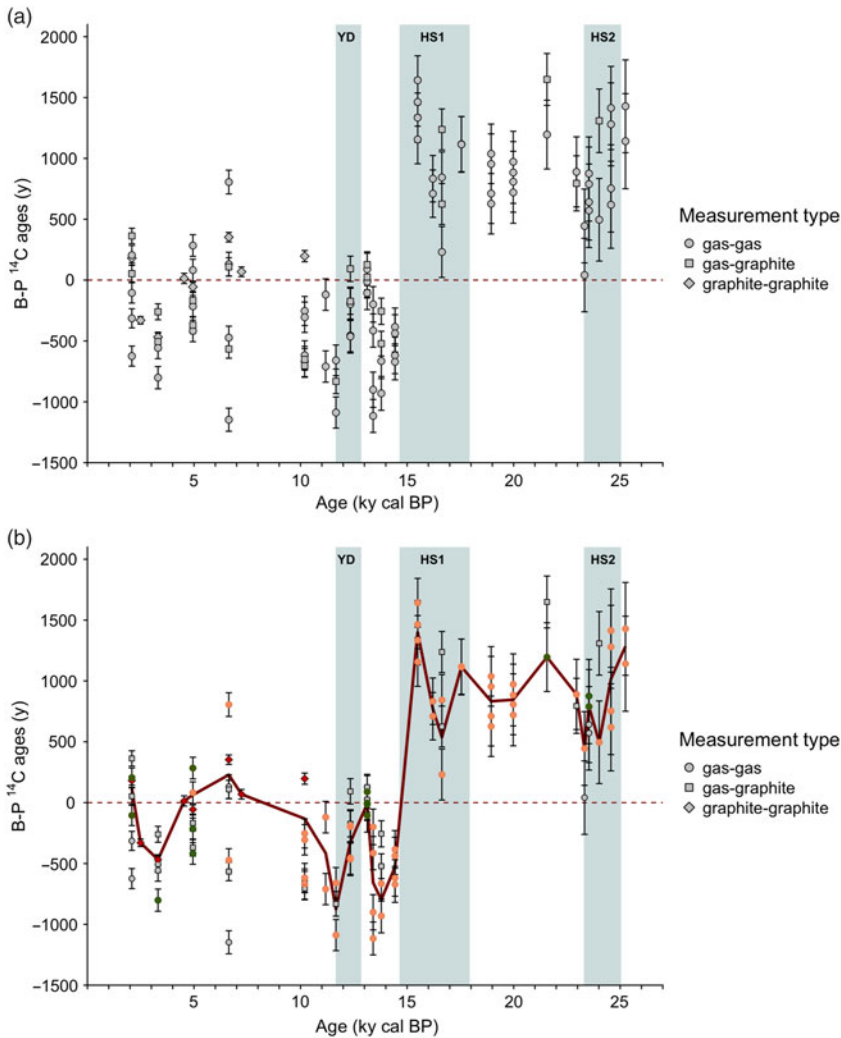 (a)
2000
1500
1000
500
0
−500
−1000
−1500
B-P 14C ages (y)
YD
HS1
HS2
5
10
15
20
25
Age (ky cal BP)
Measurement type
gas-gas
gas-graphite
graphite-graphite
(b)
2000
1500
1000
500
0
−500
−1000
−1500
B-P 14C ages (y)
YD
HS1
HS2
5
10
15
20
25
Age (ky cal BP)
Measurement type
gas-gas
gas-graphite
graphite-graphite